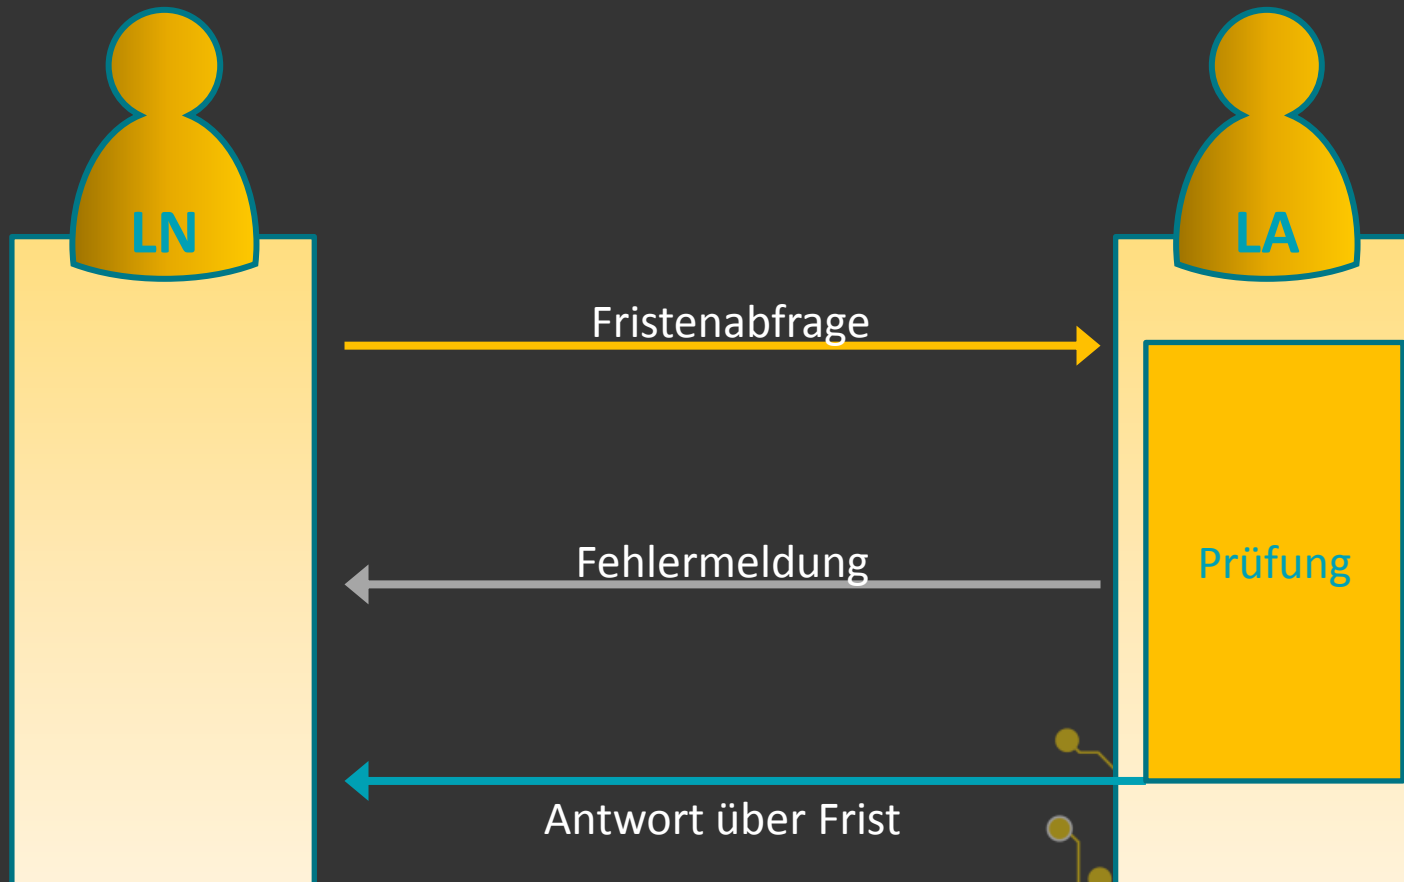 LN
LA
Fristenabfrage
Fehlermeldung
Prüfung
Antwort über Frist